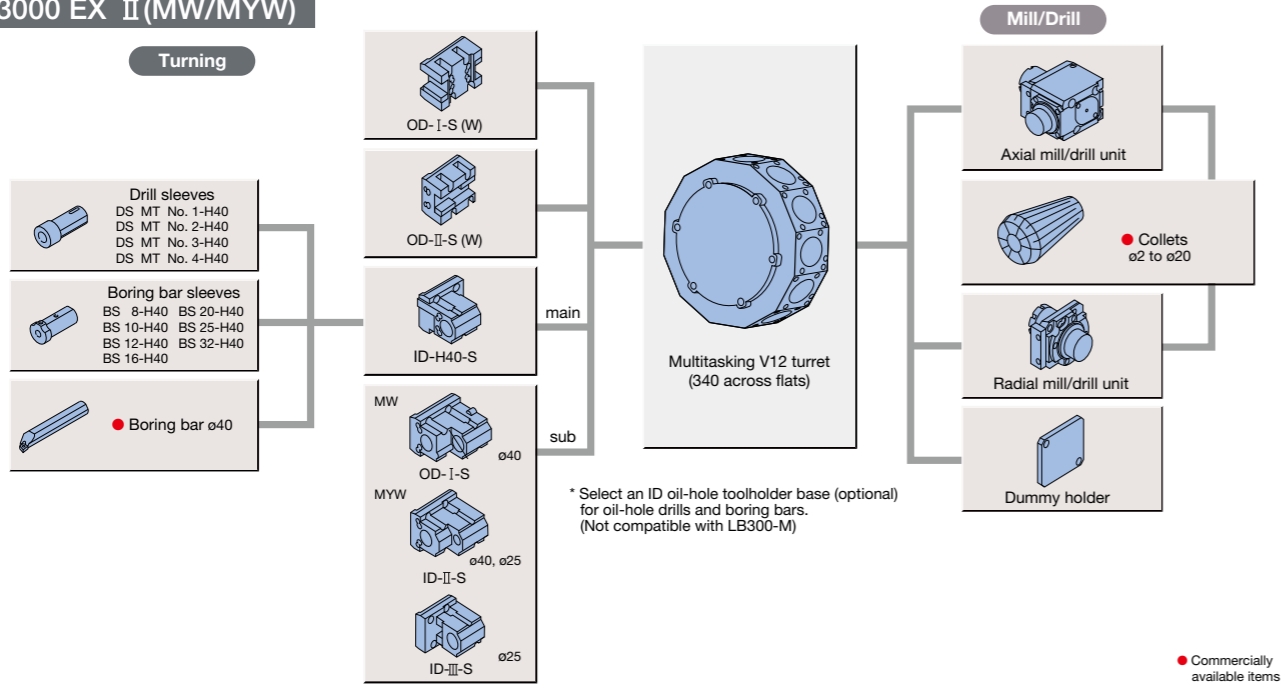 3000 EX Ⅱ(MW/MYW)
Turning
Drill sleeves
DS MT No. 1-H40
DS MT No. 2-H40
DS MT No. 3-H40
DS MT No. 4-H40
Boring bar sleeves
BS 8-H40 BS 20-H40
BS 10-H40 BS 25-H40
BS 12-H40 BS 32-H40
BS 16-H40
● Boring bar ø40
OD-Ⅰ-S (W)
OD-Ⅱ-S (W)
ID-H40-S
main
MW
ø40
OD-Ⅰ-S
MYW
ø40, ø25
ID-Ⅱ-S
ø25
ID-Ⅲ-S
sub
Multitasking V12 turret
(340 across flats)
* Select an ID oil-hole toolholder base (optional)
for oil-hole drills and boring bars.
(Not compatible with LB300-M)
Mill/Drill
Axial mill/drill unit
● Collets
ø2 to ø20
Radial mill/drill unit
Dummy holder
● Commercially
available items